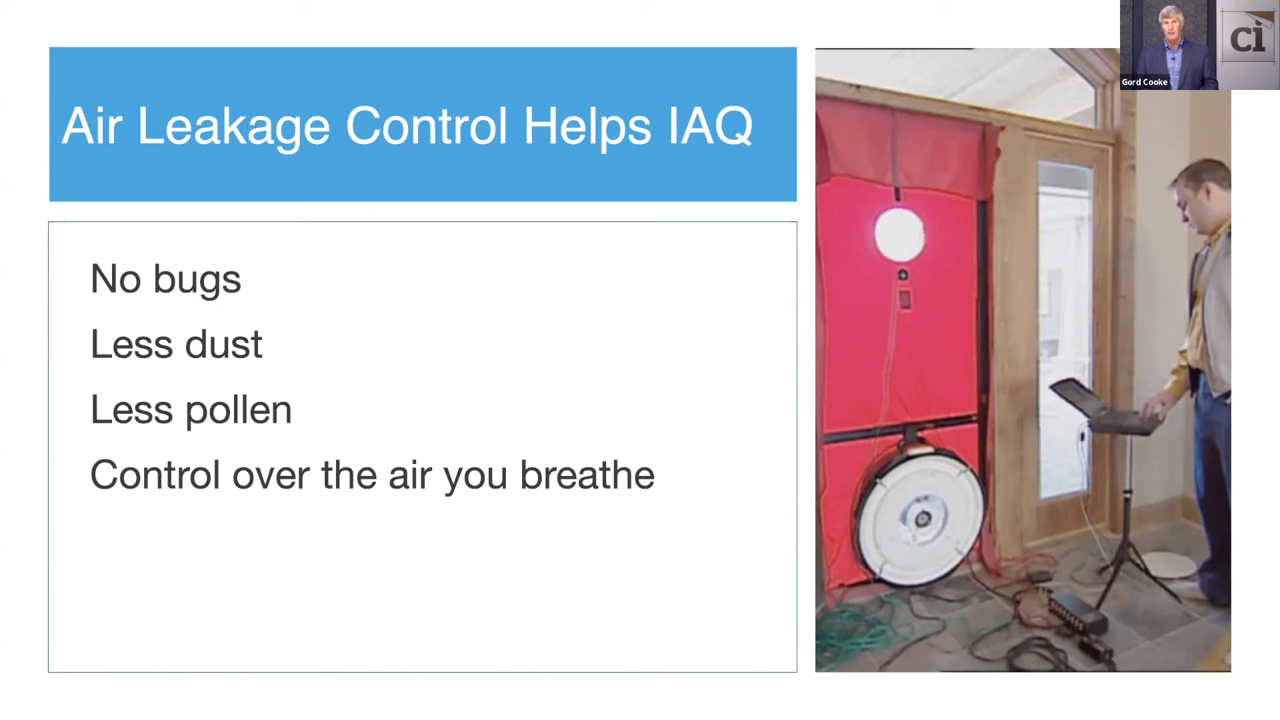 Air Leakage Control Helps IAQ
No bugs
Less dust
Less pollen
Control over the air you breathe
Gord Cooke
ci